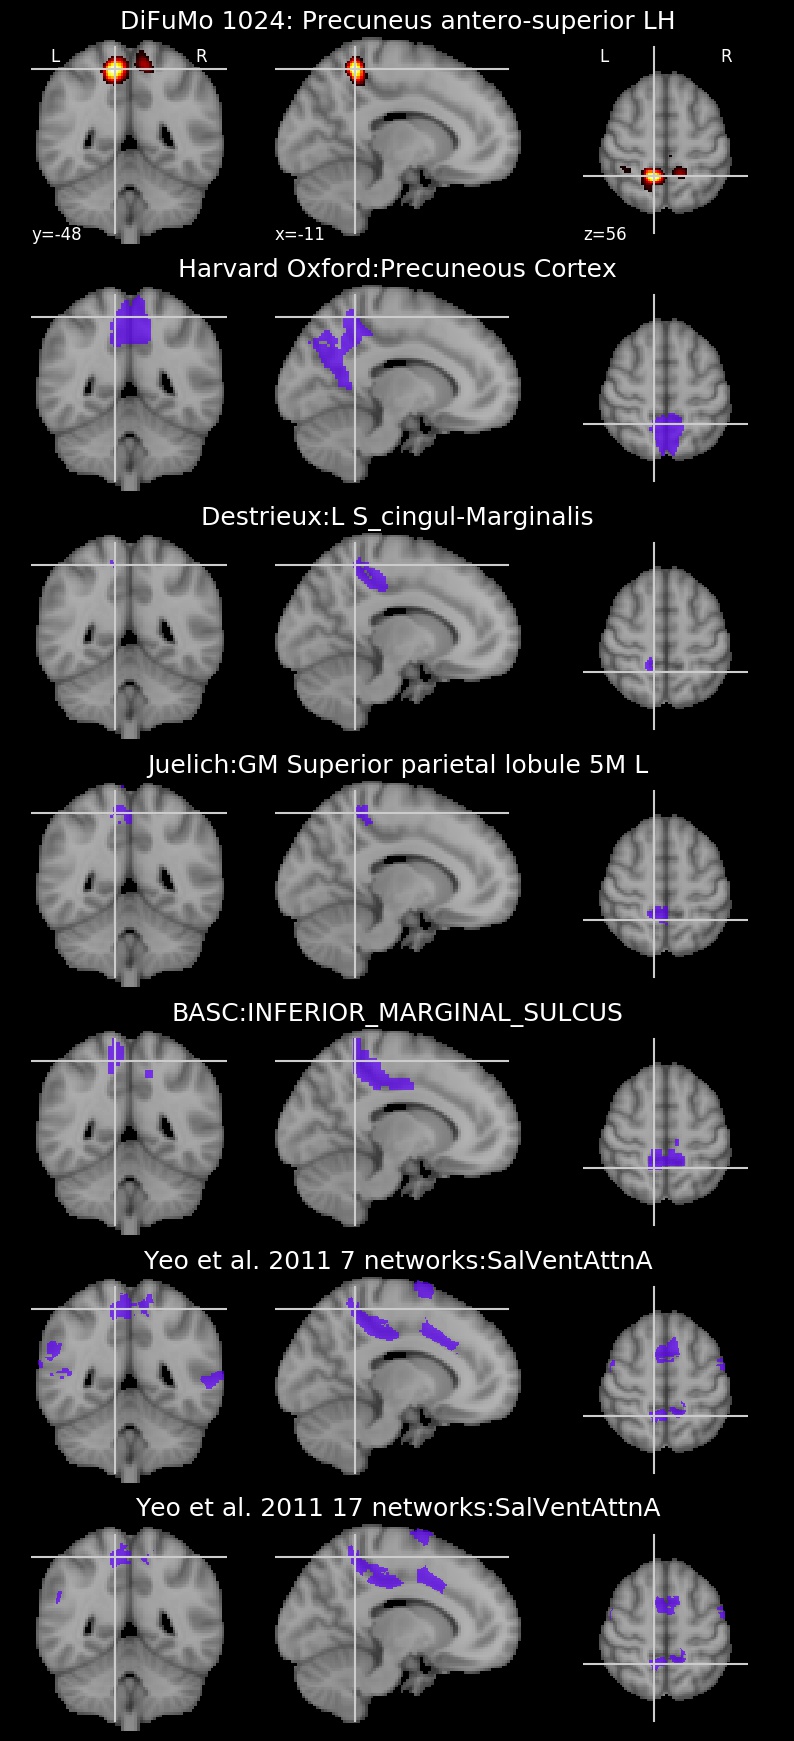 DiFuMo 1024: Precuneus antero-superior LH
L R L R
y=-48 x=-11 z=56
Harvard Oxford:Precuneous Cortex
Destrieux:L S_cingul-Marginalis
Juelich:GM Superior parietal lobule 5M L
BASC:INFERIOR_MARGINAL_SULCUS
Yeo et al. 2011 7 networks:SalVentAttnA
Yeo et al. 2011 17 networks:SalVentAttnA